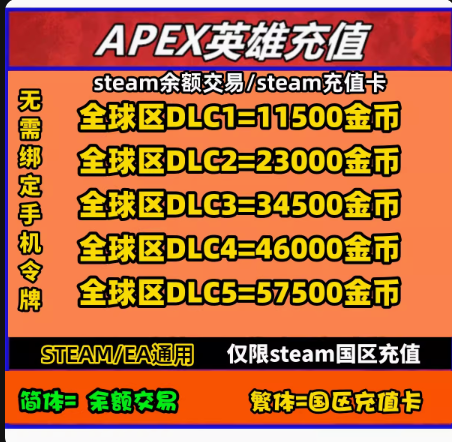 APEX英雄充值
steam余额交易/steam充值卡
无需绑定手机令牌
全球区DLC1=11500金币
全球区DLC2=23000金币
全球区DLC3=34500金币
全球区DLC4=46000金币
全球区DLC5=57500金币
STEAM/EA通用
仅限steam国区充值
简体= 余额交易
繁体=国区充值卡